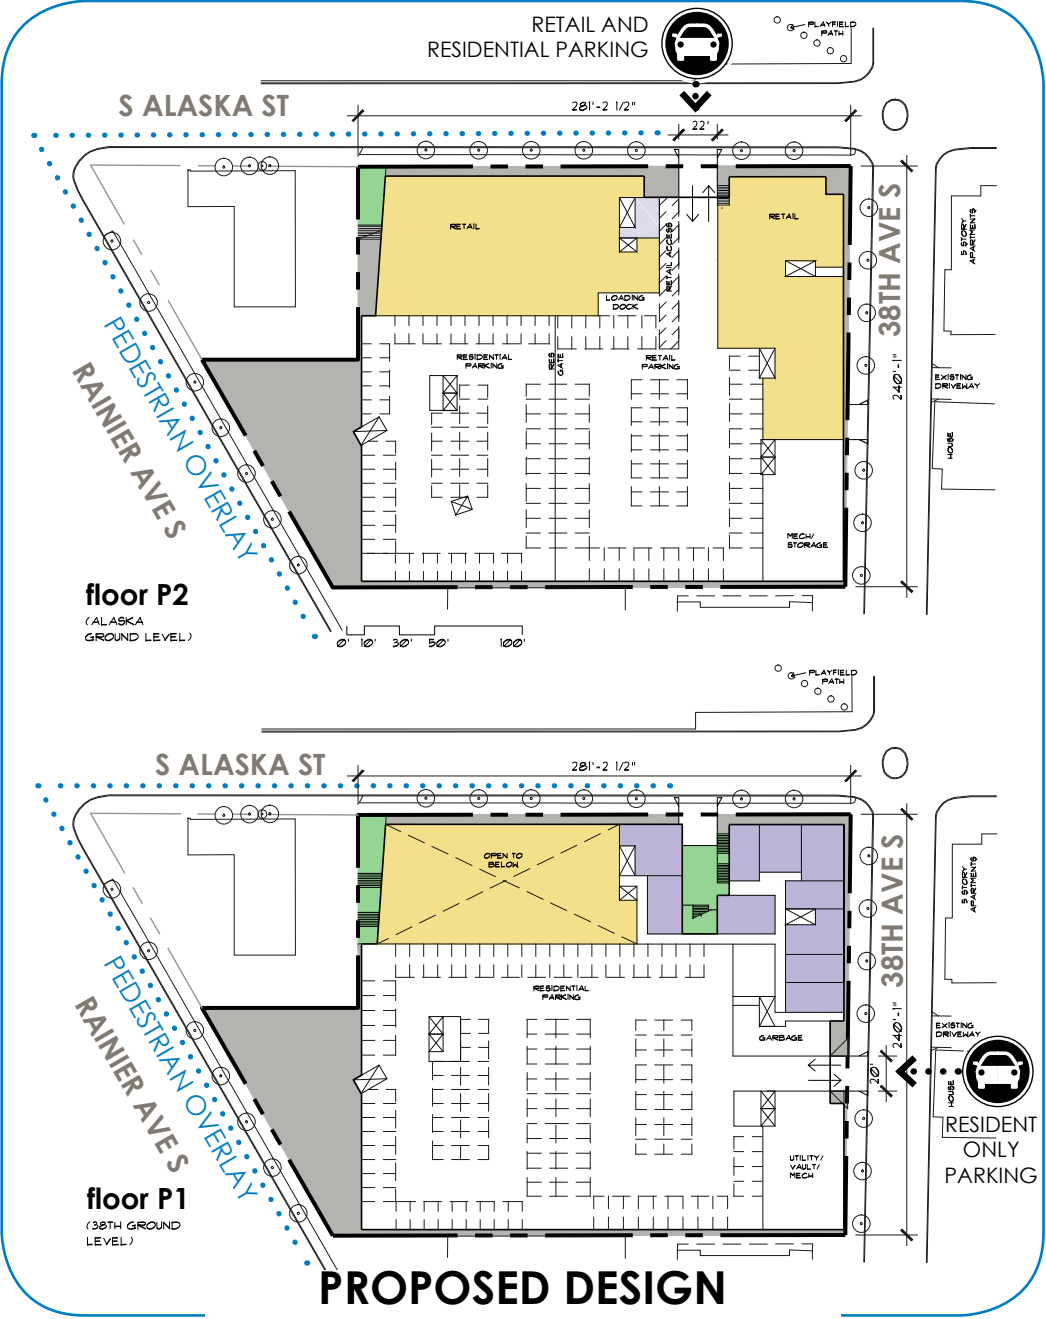 RETAIL AND
RESIDENTIAL PARKING
PLAYFIELD
PATH
S ALASKA ST
281'-2 1/2"
22'
RETAIL
RETAIL
RETAIL ACCESS
LOADING
DOCK
38TH AVE S
5 STORY
APARTMENTS
RESIDENTIAL
PARKING
RES
GATE
RETAIL
PARKING
240'-1"
EXISTING
DRIVEWAY
HOUSE
PEDESTRIAN OVERLAY
RAINIER AVE S
MECH/
STORAGE
floor P2
(ALASKA
GROUND LEVEL)
0' 10' 30' 50' 100'
PLAYFIELD
PATH
S ALASKA ST
281'-2 1/2"
OPEN TO
BELOW
38TH AVE S
5 STORY
APARTMENTS
RESIDENTIAL
PARKING
GARBAGE
240'-1"
EXISTING
DRIVEWAY
20'
HOUSE
RESIDENT
ONLY
PARKING
PEDESTRIAN OVERLAY
RAINIER AVE S
UTILITY/
VAULT/
MECH
floor P1
(38TH GROUND
LEVEL)
PROPOSED DESIGN